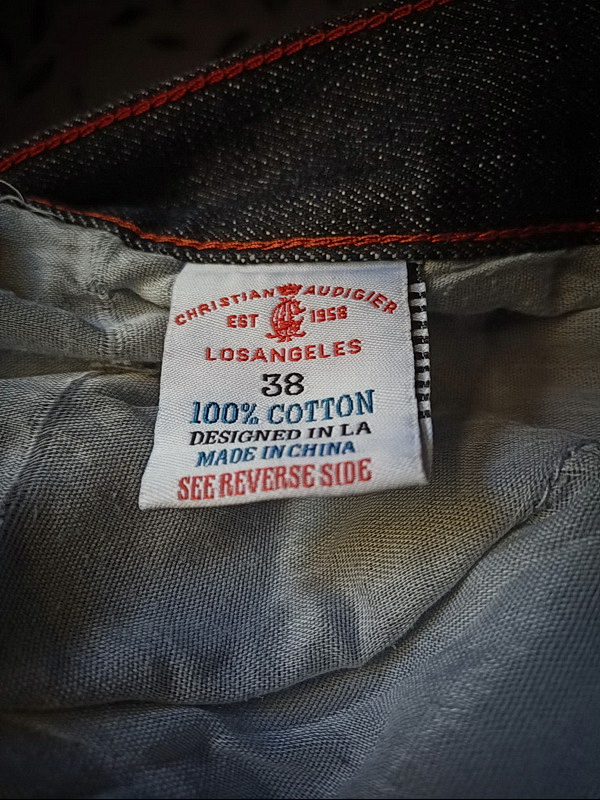 CHRISTIAN AUDIGIER
EST 1958
LOSANGELES
38
100% COTTON
DESIGNED IN LA
MADE IN CHINA
SEE REVERSE SIDE